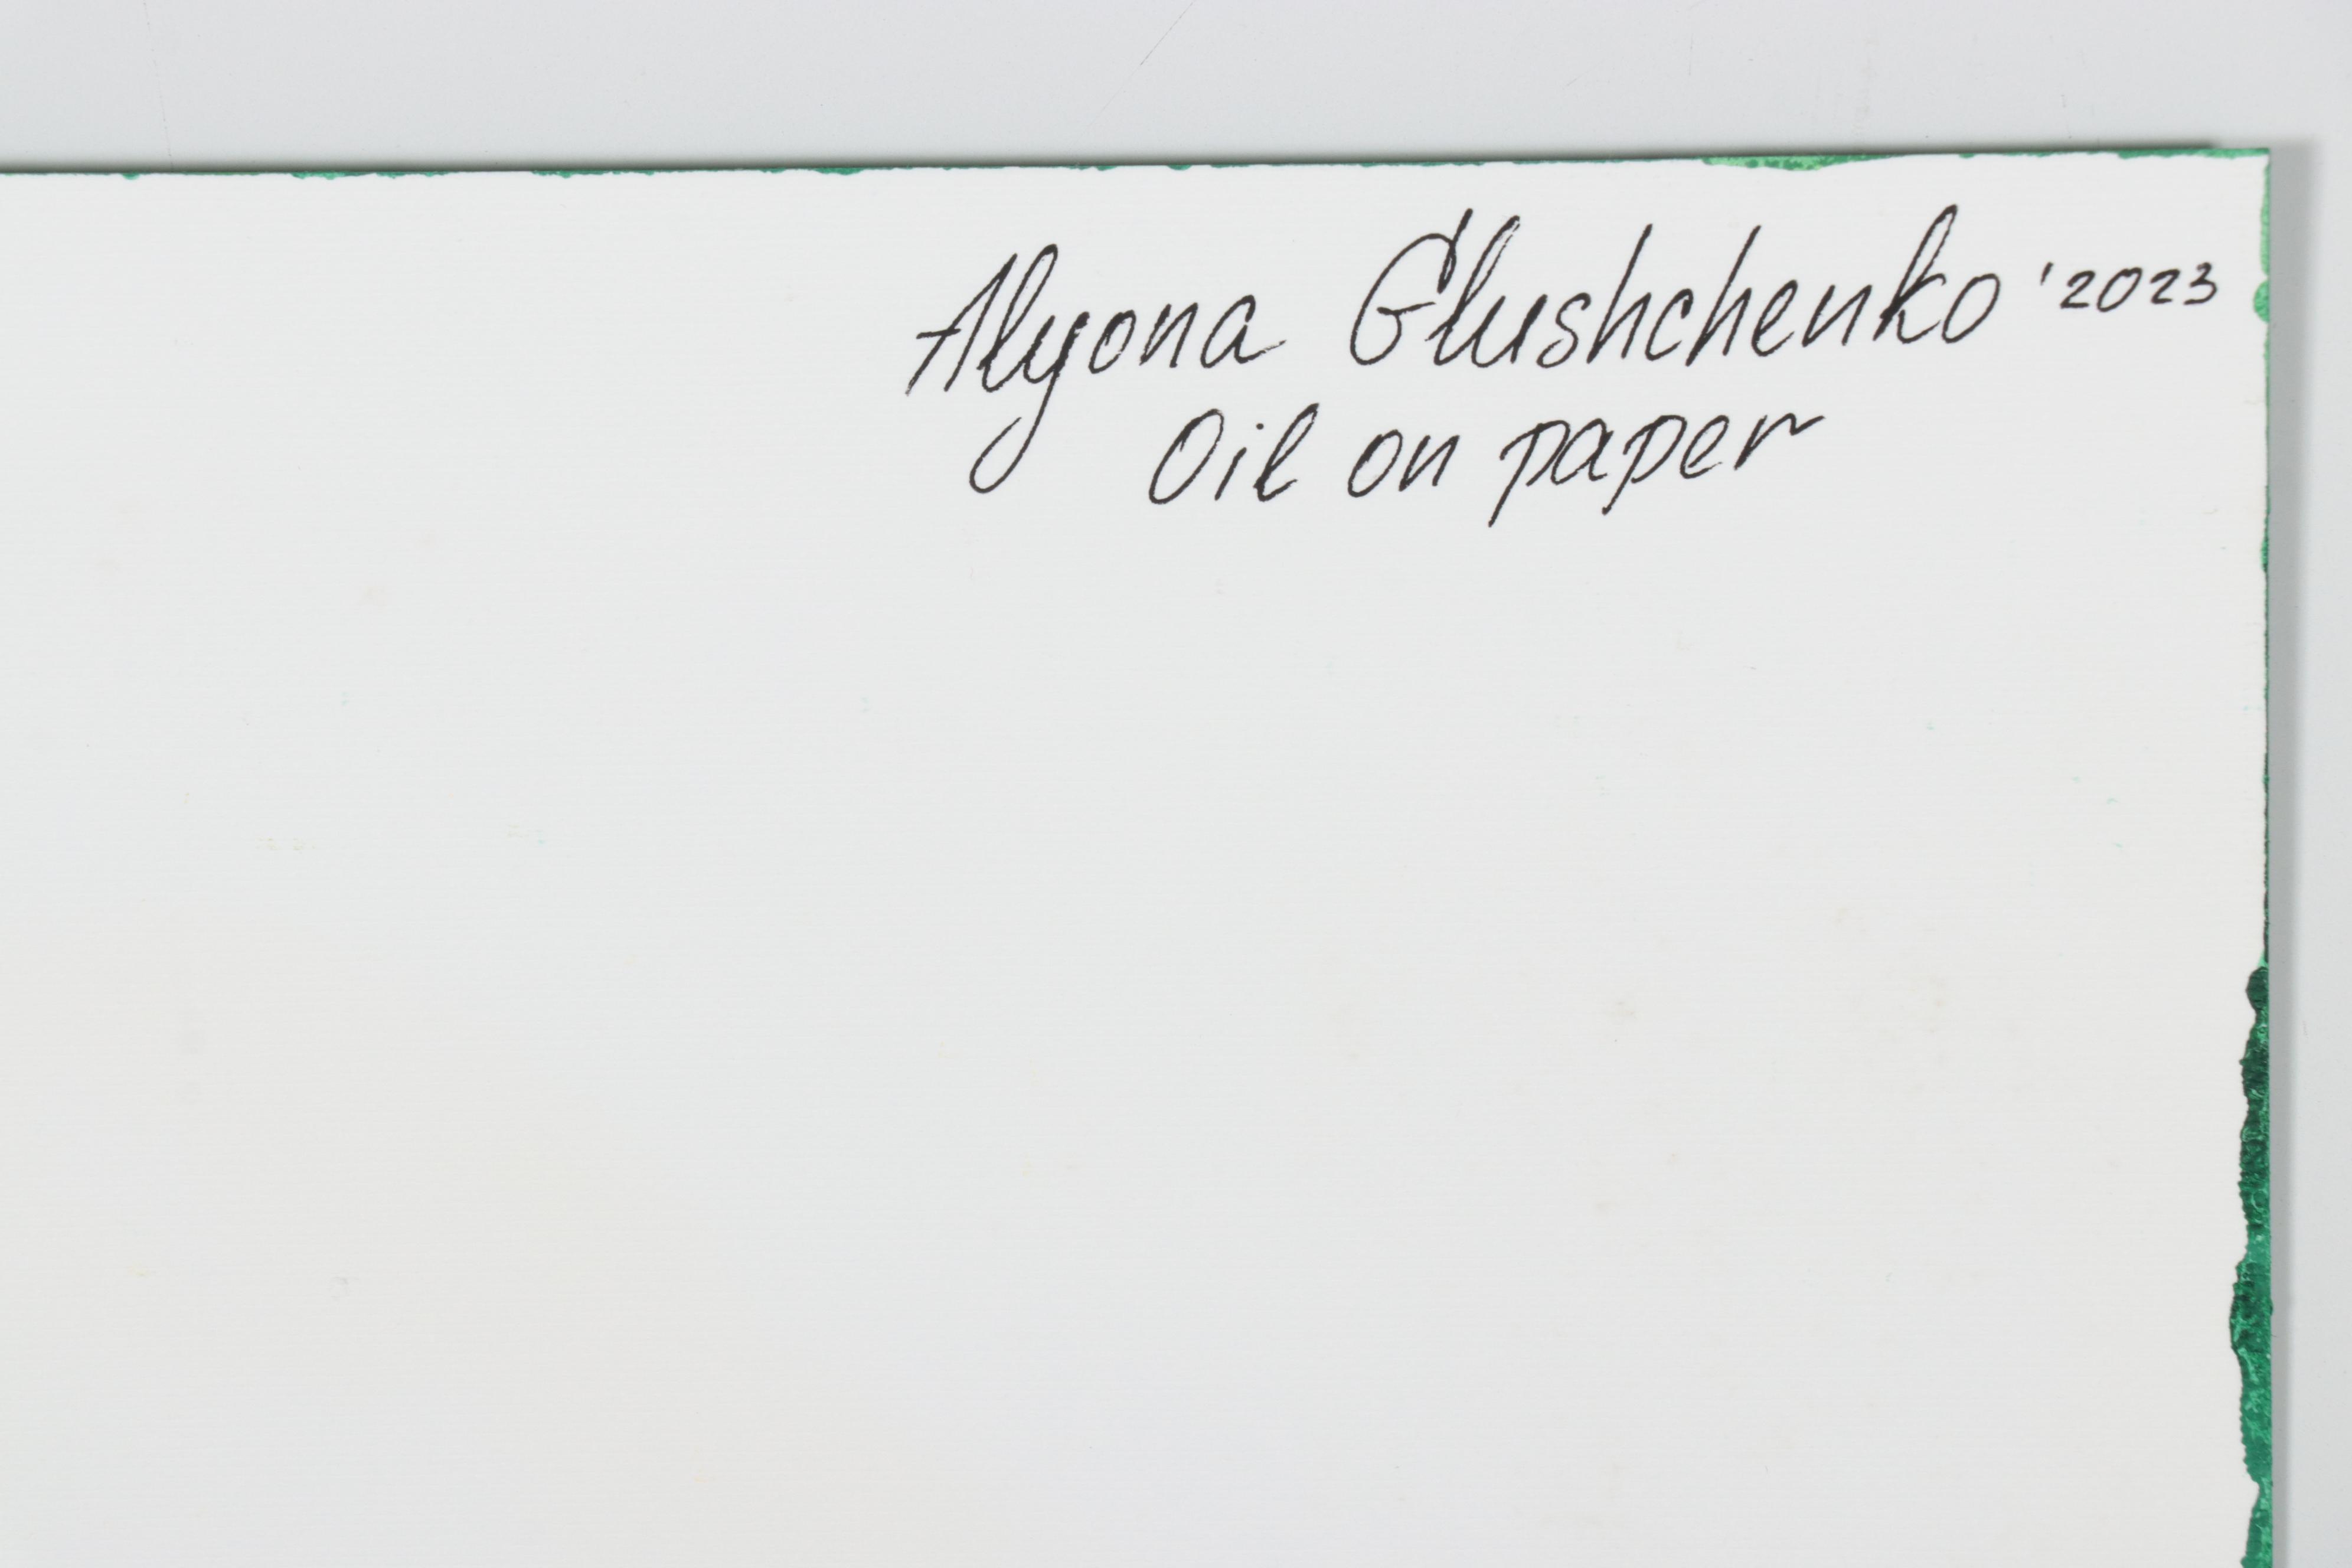 Alyona Glushchenko '2023
Oil on paper